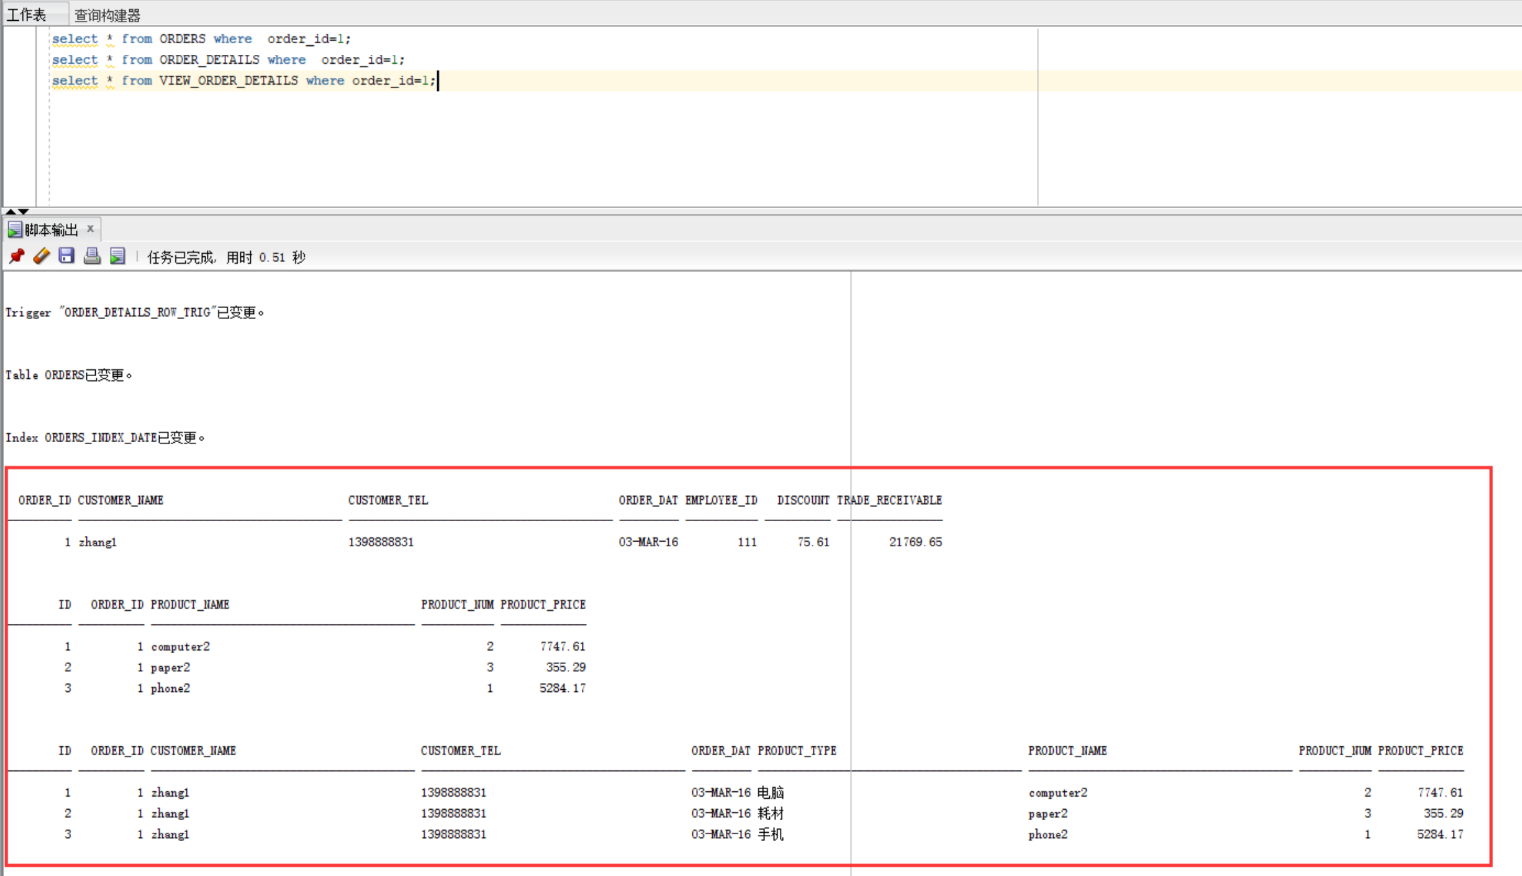 工作表 查询构建器
select * from ORDERS where  order_id=1;
select * from ORDER_DETAILS where  order_id=1;
select * from VIEW_ORDER_DETAILS where order_id=1;
脚本输出 x
任务已完成, 用时 0.51 秒
Trigger "ORDER_DETAILS_ROW_TRIG"已变更。
Table ORDERS已变更。
Index ORDERS_INDEX_DATE已变更。
ORDER_ID CUSTOMER_NAME CUSTOMER_TEL ORDER_DAT EMPLOYEE_ID DISCOUNT TRADE_RECEIVABLE
1 zhang1 1398888831 03-MAR-16 111 75.61 21769.65
ID ORDER_ID PRODUCT_NAME PRODUCT_NUM PRODUCT_PRICE
1 1 computer2 2 7747.61
2 1 paper2 3 355.29
3 1 phone2 1 5284.17
ID ORDER_ID CUSTOMER_NAME CUSTOMER_TEL ORDER_DAT PRODUCT_TYPE PRODUCT_NAME PRODUCT_NUM PRODUCT_PRICE
1 1 zhang1 1398888831 03-MAR-16 电脑 computer2 2 7747.61
2 1 zhang1 1398888831 03-MAR-16 耗材 paper2 3 355.29
3 1 zhang1 1398888831 03-MAR-16 手机 phone2 1 5284.17